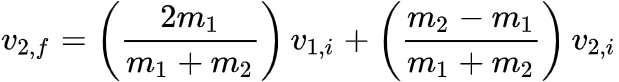 v_{2,f} = \left( \frac{2m_1}{m_1 + m_2} \right) v_{1,i} + \left( \frac{m_2 - m_1}{m_1 + m_2} \right) v_{2,i}